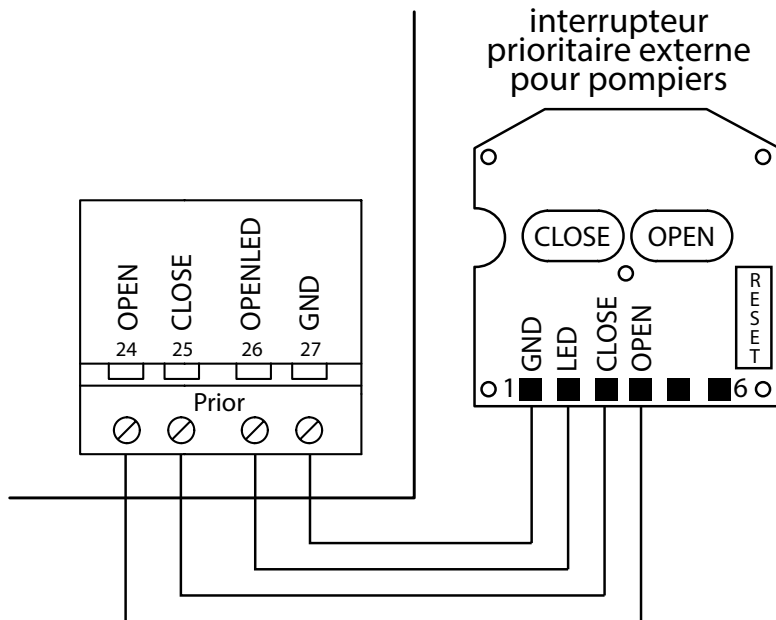 interrupteur
prioritaire externe
pour pompiers
CLOSE OPEN
RESET
GND LED CLOSE OPEN
1 6
OPEN CLOSE OPENLED GND
24 25 26 27
Prior